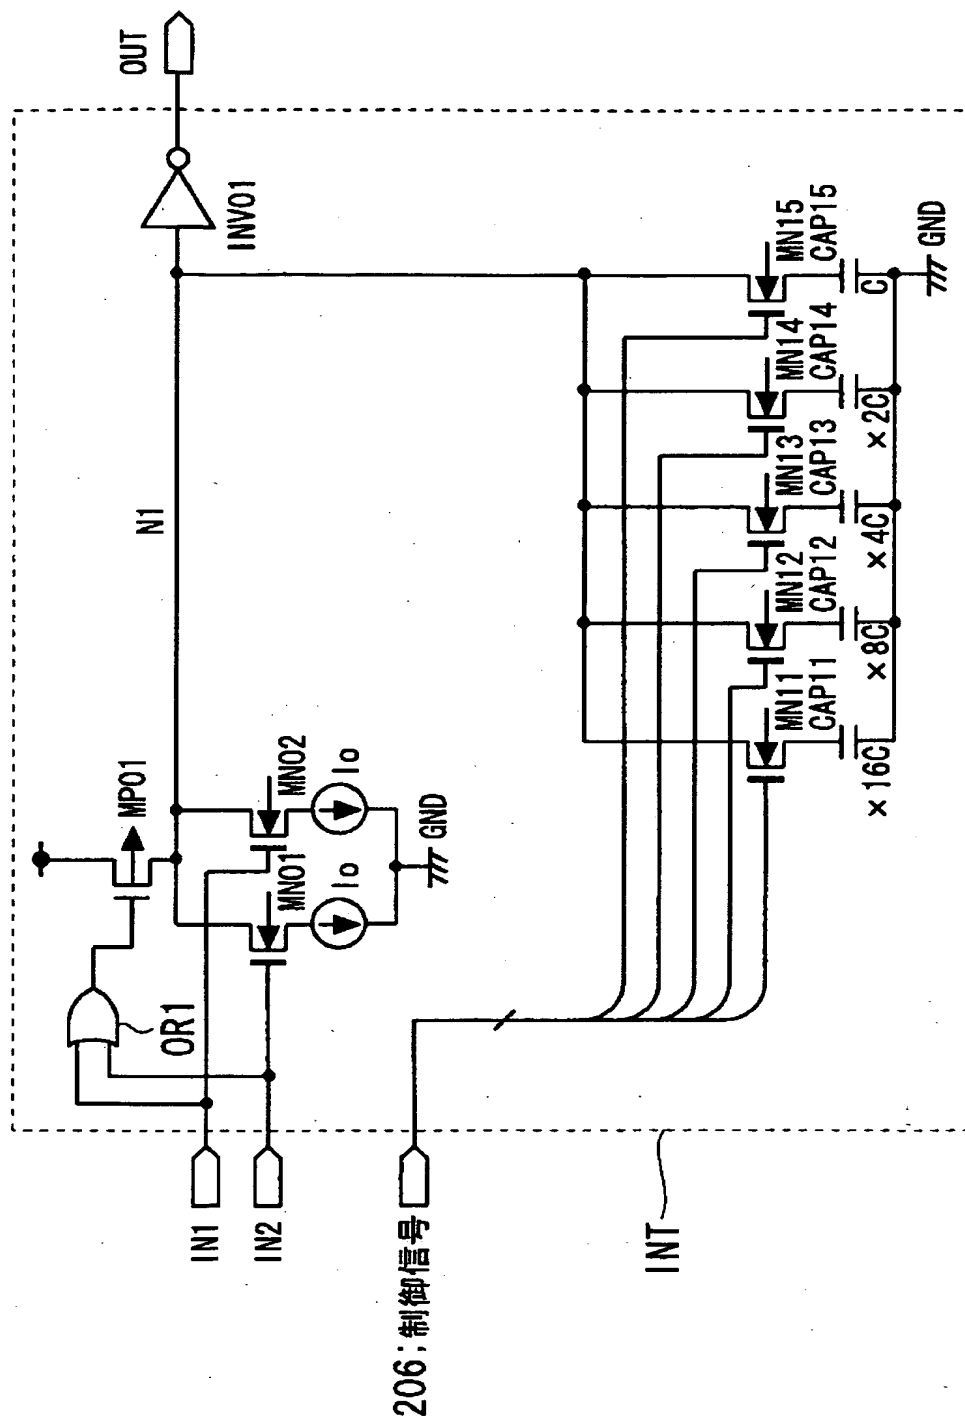 OUT
INV01
N1
MP01
MN02
Io
MN01
Io
GND
OR1
IN1
IN2
206;制御信号
MN11
CAP11
×16C
MN12
CAP12
×8C
MN13
CAP13
×4C
MN14
CAP14
×2C
MN15
CAP15
C
GND
INT